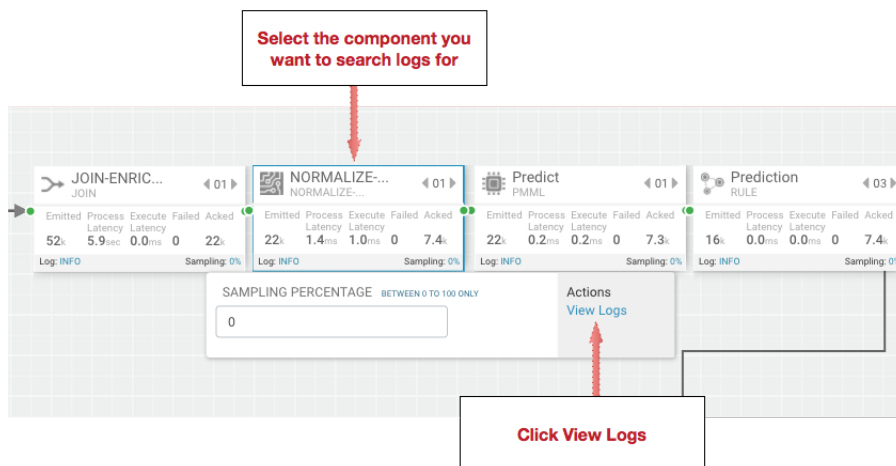 Select the component you
want to search logs for
JOIN-ENRIC...
JOIN
01
Emitted Process Latency Execute Latency Failed Acked
52k 5.9sec 0.0ms 0 22k
Log: INFO Sampling: 0%
NORMALIZE-...
NORMALIZE-...
01
Emitted Process Latency Execute Latency Failed Acked
22k 1.4ms 1.0ms 0 7.4k
Log: INFO Sampling: 0%
Predict
PMML
01
Emitted Process Latency Execute Latency Failed Acked
22k 0.2ms 0.2ms 0 7.3k
Log: INFO Sampling: 0%
Prediction
RULE
03
Emitted Process Latency Execute Latency Failed Acked
16k 0.0ms 0.0ms 0 7.4k
Log: INFO Sampling: 0%
SAMPLING PERCENTAGE BETWEEN 0 TO 100 ONLY
0
Actions
View Logs
Click View Logs